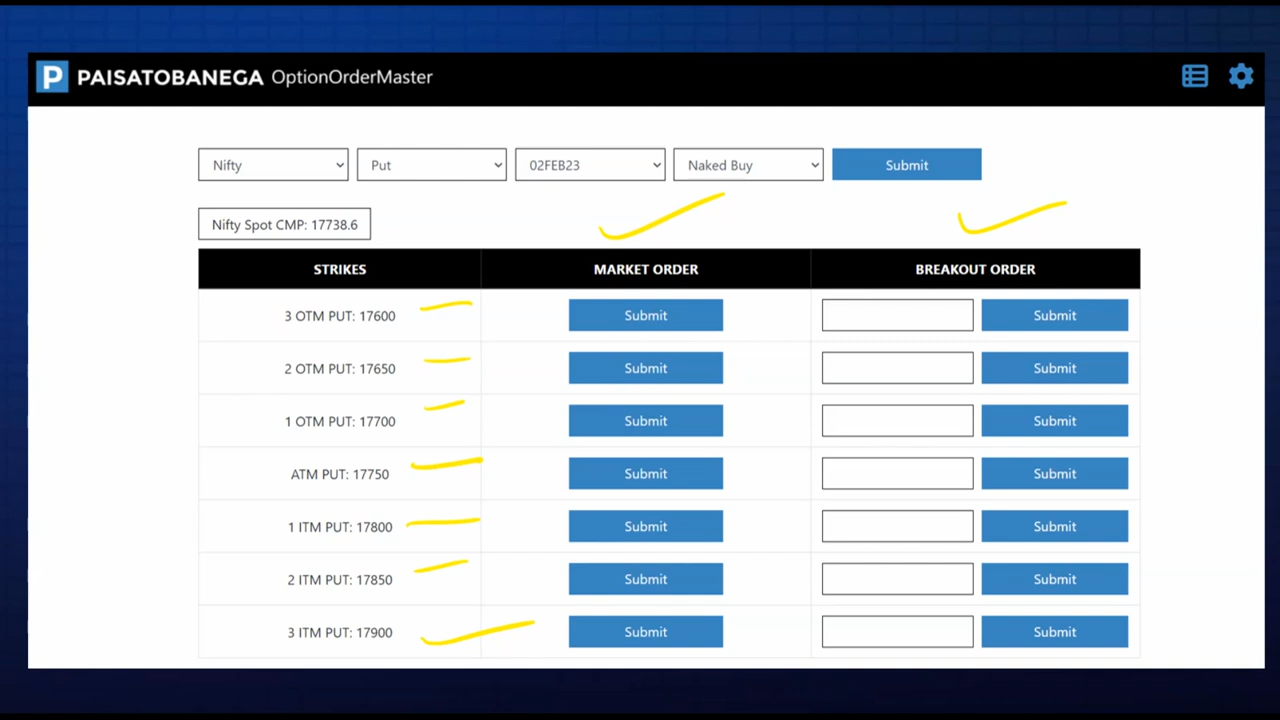 P PAISATOBANEGA OptionOrderMaster
Nifty Put 02FEB23 Naked Buy Submit
Nifty Spot CMP: 17738.6
STRIKES MARKET ORDER BREAKOUT ORDER
3 OTM PUT: 17600 Submit Submit
2 OTM PUT: 17650 Submit Submit
1 OTM PUT: 17700 Submit Submit
ATM PUT: 17750 Submit Submit
1 ITM PUT: 17800 Submit Submit
2 ITM PUT: 17850 Submit Submit
3 ITM PUT: 17900 Submit Submit